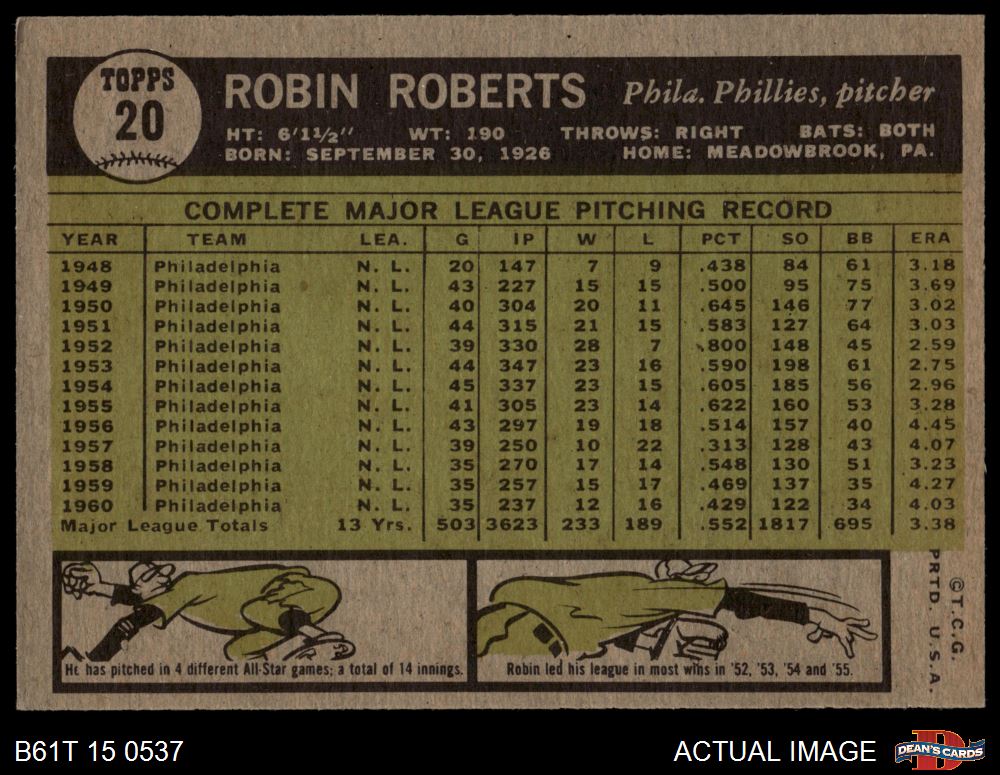 TOPPS
20
ROBIN ROBERTS Phila. Phillies, pitcher
HT: 6'1½" WT: 190 THROWS: RIGHT BATS: BOTH
BORN: SEPTEMBER 30, 1926 HOME: MEADOWBROOK, PA.
COMPLETE MAJOR LEAGUE PITCHING RECORD
YEAR TEAM LEA. G IP W L PCT SO BB ERA
1948 Philadelphia N. L. 20 147 7 9 .438 84 61 3.18
1949 Philadelphia N. L. 43 227 15 15 .500 95 75 3.69
1950 Philadelphia N. L. 40 304 20 11 .645 146 77 3.02
1951 Philadelphia N. L. 44 315 21 15 .583 127 64 3.03
1952 Philadelphia N. L. 39 330 28 7 .800 148 45 2.59
1953 Philadelphia N. L. 44 347 23 16 .590 198 61 2.75
1954 Philadelphia N. L. 45 337 23 15 .605 185 56 2.96
1955 Philadelphia N. L. 41 305 23 14 .622 160 53 3.28
1956 Philadelphia N. L. 43 297 19 18 .514 157 40 4.45
1957 Philadelphia N. L. 39 250 10 22 .313 128 43 4.07
1958 Philadelphia N. L. 35 270 17 14 .548 130 51 3.23
1959 Philadelphia N. L. 35 257 15 17 .469 137 35 4.27
1960 Philadelphia N. L. 35 237 12 16 .429 122 34 4.03
Major League Totals 13 Yrs. 503 3623 233 189 .552 1817 695 3.38
He has pitched in 4 different All-Star games; a total of 14 innings.
Robin led his league in most wins in '52, '53, '54 and '55.
©T.C.G.
PRTD. U.S.A.
B61T 15 0537
ACTUAL IMAGE
D
DEAN'S CARDS